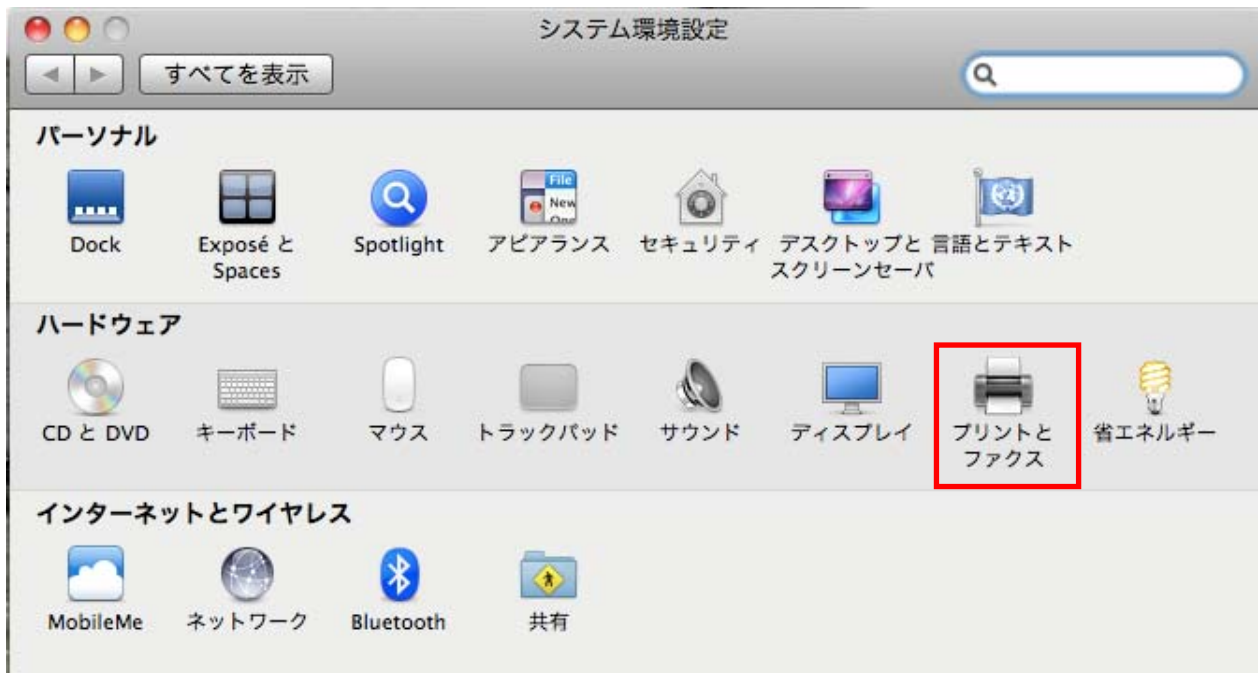 システム環境設定
すべてを表示
パーソナル
File
New
Dock
Exposé と
Spaces
Spotlight
アピアランス
セキュリティ
デスクトップと
スクリーンセーバ
言語とテキスト
ハードウェア
CD と DVD
キーボード
マウス
トラックパッド
サウンド
ディスプレイ
プリントと
ファクス
省エネルギー
インターネットとワイヤレス
MobileMe
ネットワーク
Bluetooth
共有